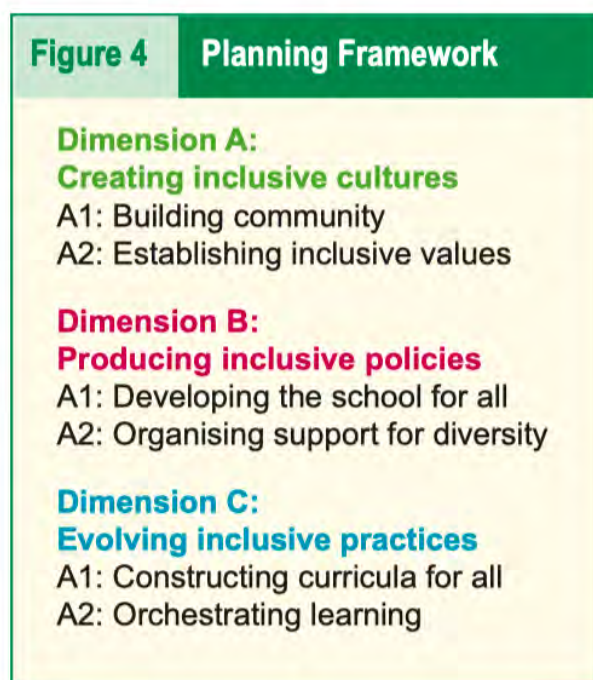 Figure 4 Planning Framework
Dimension A:
Creating inclusive cultures
A1: Building community
A2: Establishing inclusive values
Dimension B:
Producing inclusive policies
A1: Developing the school for all
A2: Organising support for diversity
Dimension C:
Evolving inclusive practices
A1: Constructing curricula for all
A2: Orchestrating learning